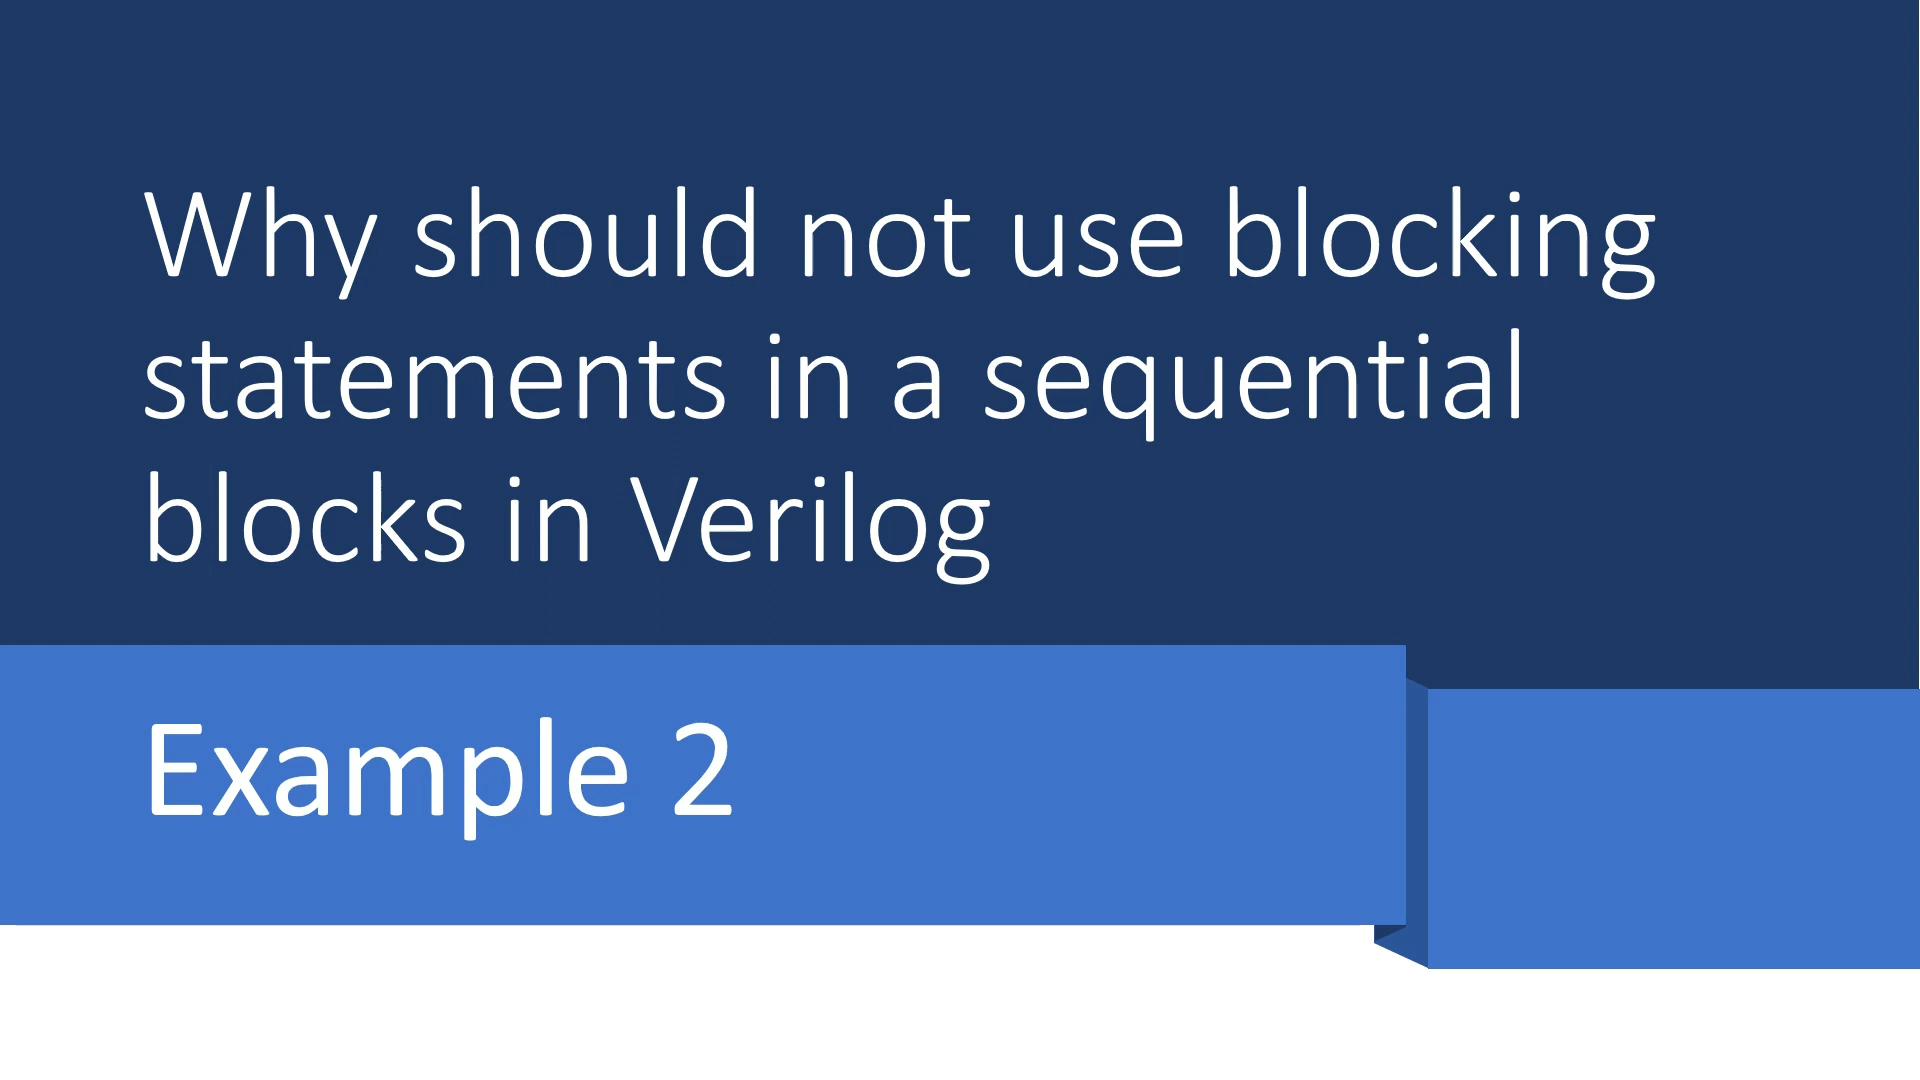 Why should not use blocking
statements in a sequential
blocks in Verilog
Example 2